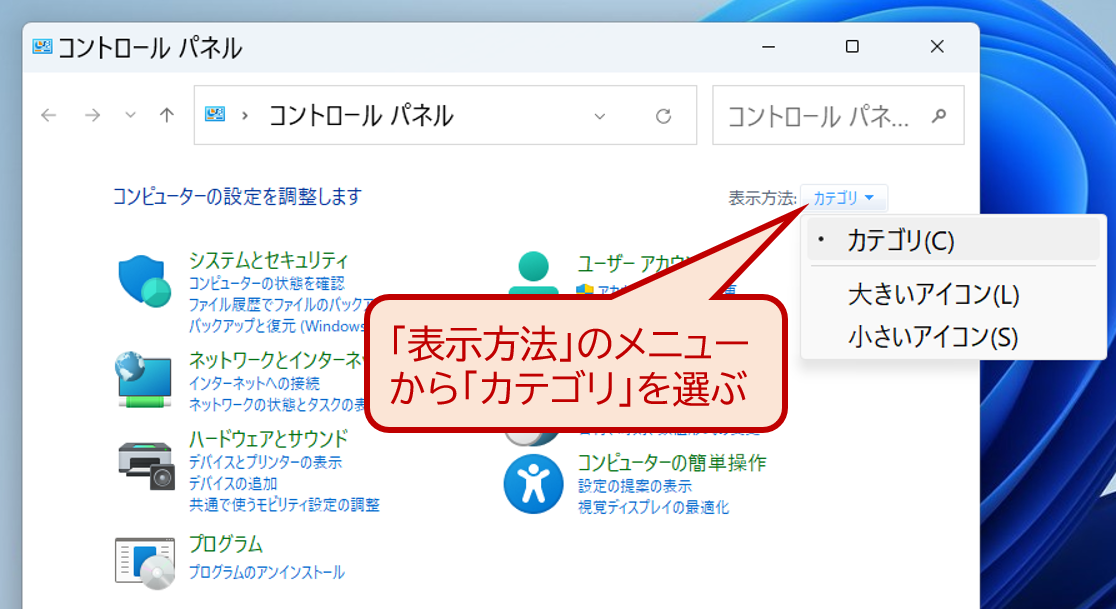 コントロール パネル
コントロール パネル
コントロール パネ...
コンピューターの設定を調整します
表示方法: カテゴリ
カテゴリ(C)
大きいアイコン(L)
小さいアイコン(S)
システムとセキュリティ
コンピューターの状態を確認
ファイル履歴でファイルのバックア
バックアップと復元 (Windows
ネットワークとインターネ
インターネットへの接続
ネットワークの状態とタスクの表
ハードウェアとサウンド
デバイスとプリンターの表示
デバイスの追加
共通で使うモビリティ設定の調整
プログラム
プログラムのアンインストール
ユーザー アカウン
「表示方法」のメニュー
から「カテゴリ」を選ぶ
コンピューターの簡単操作
設定の提案の表示
視覚ディスプレイの最適化